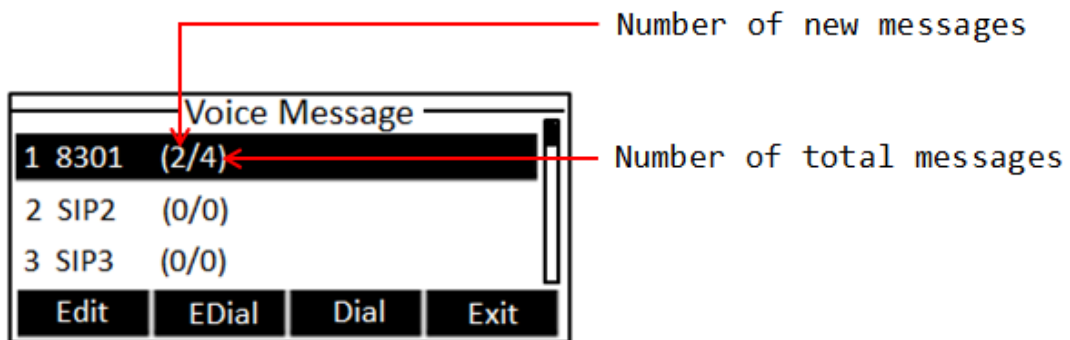 Number of new messages
Voice Message
1 8301 (2/4)
Number of total messages
2 SIP2 (0/0)
3 SIP3 (0/0)
Edit EDial Dial Exit